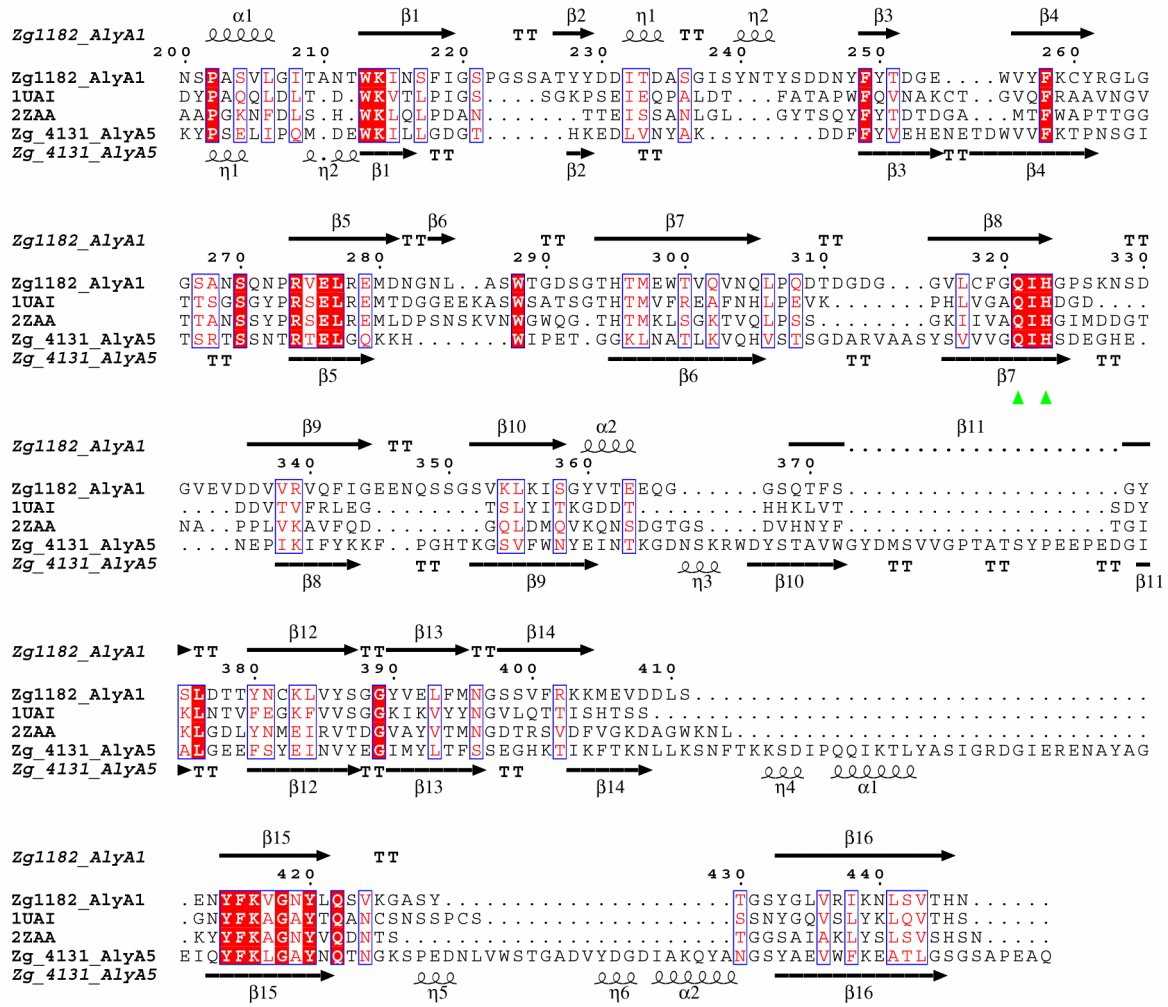 α1 β1 β2 η1 η2 β3 β4
Zg1182_AlyA1 TT TT
200 210 220 230 240 250 260
Zg1182_AlyA1 NSPASVLGITANTWKINSFIGSPGSSATYYDDITDASGISYNTYSDDNYFYTDGE....WVYFKCYRGLG
1UAI DYPAQQLDLT.D.WKVTLPIGS....SGKPSEIEQPALDT...FATAPWFQVNAKCT..GVQFRAAVNGV
2ZAA AAPGKNFDLS.H.WKLQLPDAN......TTEISSANLGL...GYTSQYFYTDTDGA...MTFWAPTTGG
Zg_4131_AlyA5 KYPSELIPQM.DEWKILLGDGT.....HKEDLVNYAK.......DDFFYVEHENETDWVVFKTPNSGI
Zg_4131_AlyA5 TT TT TT
η1 η2 β1 β2 β3 β4
β5 β6 β7 β8
Zg1182_AlyA1 TT TT TT TT
270 280 290 300 310 320 330
Zg1182_AlyA1 GSANSQNPRVELREMDNGNL..ASWTGDSGTHTMEWTVQVNQLPQDTDGDG...GVLCFGQIHGPSKNSD
1UAI TTSGSGYPRSELREMTDGGEEKASWSATSGTHTMVFREAFNHLPEVK.......PHLVGAQIHDGD....
2ZAA TTANSSYPRSELREMLDPSNSKVNWGWQG.THTMKLSGKTVQLPSS........GKIIVAQIHGIMDDGT
Zg_4131_AlyA5 TSRTSSNTRTELGQKKH......WIPET.GGKLNATLKVQHVSTSGDARVAASYSVVVGQIHSDEGHE.
Zg_4131_AlyA5 TT TT TT
β5 β6 β7
β9 β10 α2 β11
Zg1182_AlyA1 TT
340 350 360 370
Zg1182_AlyA1 GVEVDDVVRVQFIGEENQSSGSVKLKISGYVTEEQG......GSQTFS....................GY
1UAI ....DDVTVFRLEG.........TSLYITKGDDT........HHKLVT....................SDY
2ZAA NA..PPLVKAVFQD.........GQLDMQVKQNSDGTGS...DVHNYF....................TGI
Zg_4131_AlyA5 ....NEPIKIFYKKF..PGHTKGSVFWNYEINTKGDNSKRWDYSTAVWGYDMSVVGPTATSYPEEPEDGI
Zg_4131_AlyA5 TT TT TT TT
β8 β9 η3 β10 β11
β12 β13 β14
Zg1182_AlyA1 TT TT TT
380 390 400 410
Zg1182_AlyA1 SLDTTYNCKLVYSGGYVELFMNGSSVFRKKMEVDDLS.................................
1UAI KLNTVFEGKFVVSGGKIKVYYNGVLQTTISHTSS....................................
2ZAA KLGDLYNMEIRVTDGVAYVTMNGDTRSVDFVGKDAGWKNL..............................
Zg_4131_AlyA5 ALGEEFSYEINVYEGIMYLTFSSEGHKTIKFTKNLLKSNFTKKSDIPQQIKTLYASIGRDGIERENAYAG
Zg_4131_AlyA5 TT TT TT
β12 β13 β14 η4 α1
β15 β16
Zg1182_AlyA1 TT
420 430 440
Zg1182_AlyA1 .ENYFKVGNYLQSVKGASY.....................TGSYGLVRIKNLSVTHN......
1UAI .GNYFKAGAYTQANCSNSSPCS..................SSNYGQVSLYKLQVTHS......
2ZAA .KYYFKAGNYVQDNTS........................TGGSAIAKLYSLSVSHSN.....
Zg_4131_AlyA5 EIQYFKLGAYNQTNGKSPEDNLVWSTGADVYDGDIAKQYANGSYAEVWFKEATLGSGSAPEAQ
Zg_4131_AlyA5
β15 η5 η6 α2 β16